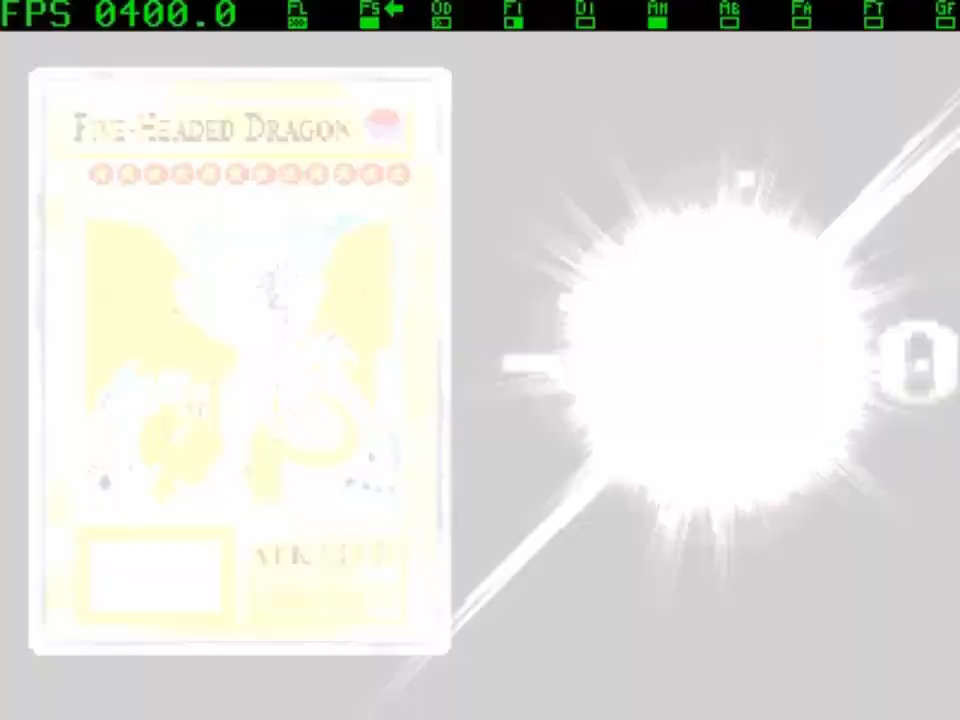 FPS 0400.0 FL FS OD FI DI AM AB FA FT GF
FIVE-HEADED DRAGON
ATK